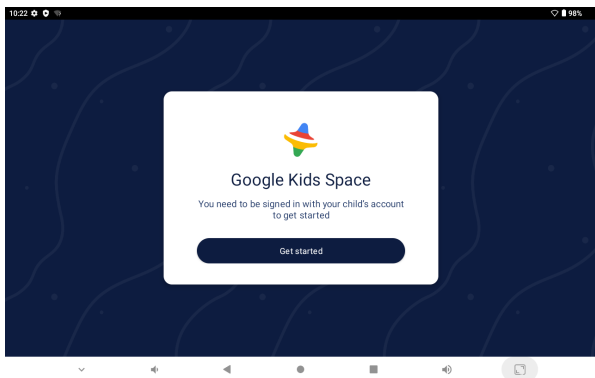 10:22
98%
Google Kids Space
You need to be signed in with your child's account
to get started
Get started